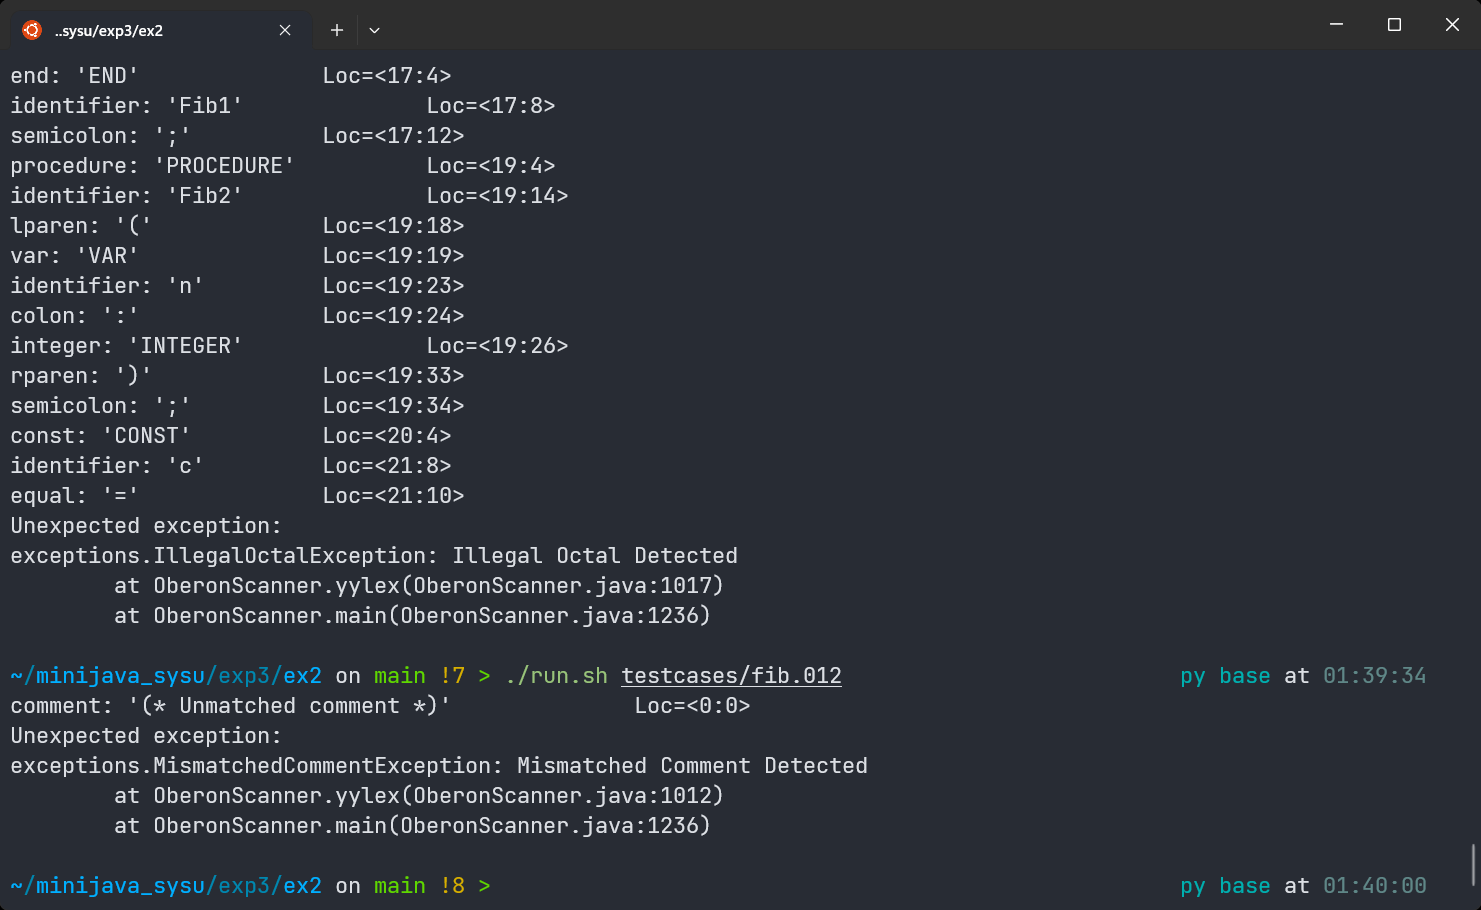 ..sysu/exp3/ex2
end: 'END' Loc=<17:4>
identifier: 'Fib1' Loc=<17:8>
semicolon: ';' Loc=<17:12>
procedure: 'PROCEDURE' Loc=<19:4>
identifier: 'Fib2' Loc=<19:14>
lparen: '(' Loc=<19:18>
var: 'VAR' Loc=<19:19>
identifier: 'n' Loc=<19:23>
colon: ':' Loc=<19:24>
integer: 'INTEGER' Loc=<19:26>
rparen: ')' Loc=<19:33>
semicolon: ';' Loc=<19:34>
const: 'CONST' Loc=<20:4>
identifier: 'c' Loc=<21:8>
equal: '=' Loc=<21:10>
Unexpected exception:
exceptions.IllegalOctalException: Illegal Octal Detected
at OberonScanner.yylex(OberonScanner.java:1017)
at OberonScanner.main(OberonScanner.java:1236)
~/minijava_sysu/exp3/ex2 on main !7 > ./run.sh testcases/fib.012 py base at 01:39:34
comment: '(* Unmatched comment *)' Loc=<0:0>
Unexpected exception:
exceptions.MismatchedCommentException: Mismatched Comment Detected
at OberonScanner.yylex(OberonScanner.java:1012)
at OberonScanner.main(OberonScanner.java:1236)
~/minijava_sysu/exp3/ex2 on main !8 > py base at 01:40:00